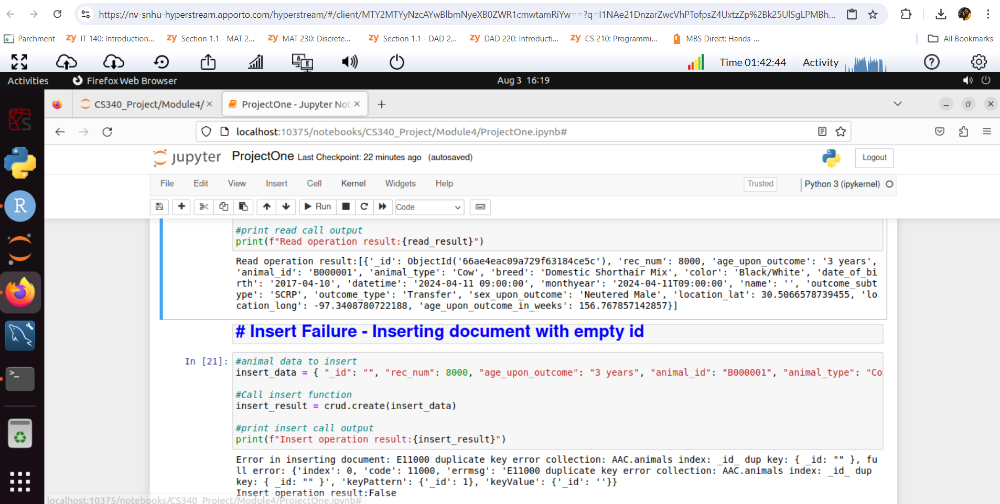 https://nv-snhu-hyperstream.apporto.com/hyperstream/#/client/MTY2MTYyNzcAYwBlbmNyeXB0ZWR1cmwtamRiYw==?q=I1NAe21DnzarZwcVhPTofpsZ4UxtzZp%2Bk25UlSgLPMBh...
Parchment
zy IT 140: Introduction...
zy Section 1.1 - MAT 2...
zy MAT 230: Discrete...
zy Section 1.1 - DAD 2...
zy DAD 220: Introducti...
zy CS 210: Programmi...
MBS Direct: Hands-...
All Bookmarks
A B
Time 01:42:44
Activity
?
Activities
Firefox Web Browser
Aug 3 16:19
CS340_Project/Module4/
ProjectOne - Jupyter Not
localhost:10375/notebooks/CS340_Project/Module4/ProjectOne.ipynb#
jupyter ProjectOne Last Checkpoint: 22 minutes ago (autosaved)
Logout
File Edit View Insert Cell Kernel Widgets Help
Trusted
Python 3 (ipykernel)
Run
Code
R
#print read call output
print(f"Read operation result:{read_result}")
Read operation result:[{'_id': ObjectId('66ae4eac09a729f63184ce5c'), 'rec_num': 8000, 'age_upon_outcome': '3 years',
'animal_id': 'B000001', 'animal_type': 'Cow', 'breed': 'Domestic Shorthair Mix', 'color': 'Black/White', 'date_of_bi
rth': '2017-04-10', 'datetime': '2024-04-11 09:00:00', 'monthyear': '2024-04-11T09:00:00', 'name': '', 'outcome_subt
ype': 'SCRP', 'outcome_type': 'Transfer', 'sex_upon_outcome': 'Neutered Male', 'location_lat': 30.5066578739455, 'lo
cation_long': -97.3408780722188, 'age_upon_outcome_in_weeks': 156.767857142857}]
# Insert Failure - Inserting document with empty id
In [21]:
#animal data to insert
insert_data = { "_id": "", "rec_num": 8000, "age_upon_outcome": "3 years", "animal_id": "B000001", "animal_type": "Co
#Call insert function
insert_result = crud.create(insert_data)
#print insert call output
print(f"Insert operation result:{insert_result}")
Error in inserting document: E11000 duplicate key error collection: AAC.animals index: _id_ dup key: { _id: "" }, fu
ll error: {'index': 0, 'code': 11000, 'errmsg': 'E11000 duplicate key error collection: AAC.animals index: _id_ dup
key: { _id: "" }', 'keyPattern': {'_id': 1}, 'keyValue': {'_id': ''}}
Insert operation result:False
localhost:10375/notebooks/CS340_Project/Module4/ProjectOne.ipynb#